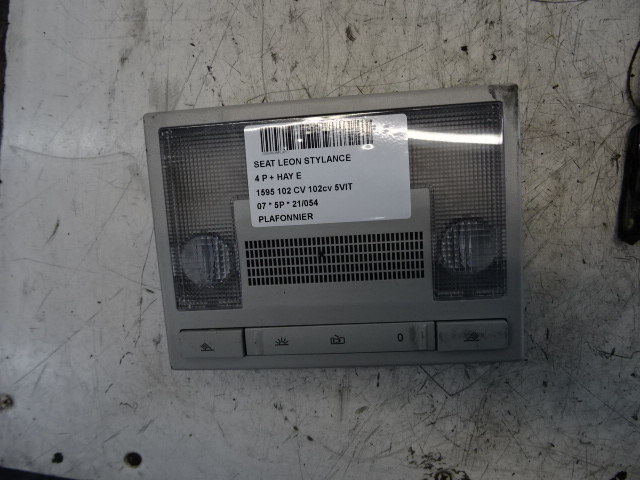 SEAT LEON STYLANCE
4 P + HAY E
1595 102 CV 102cv 5VIT
07 * 5P * 21/054
PLAFONNIER
0